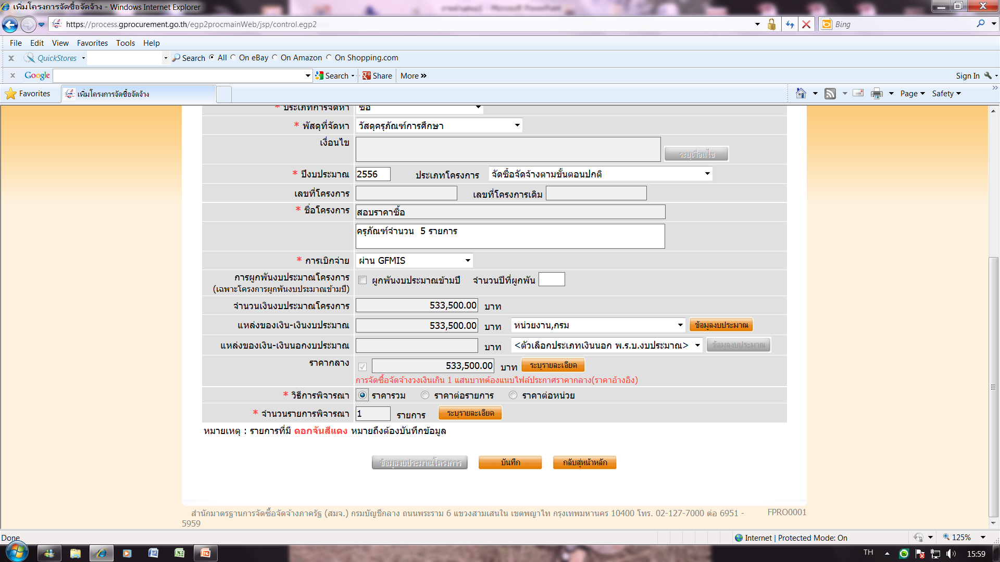 เพิ่มโครงการจัดซื้อจัดจ้าง - Windows Internet Explorer
https://process.gprocurement.go.th/egp2procmainWeb/jsp/control.egp2
Bing
File Edit View Favorites Tools Help
x QuickStores Search All On eBay On Amazon On Shopping.com
x Google Search Share More »
Sign In
Favorites เพิ่มโครงการจัดซื้อจัดจ้าง Page Safety »
* ประเภทการจัดหา ซื้อ
* พัสดุที่จัดหา วัสดุครุภัณฑ์การศึกษา
เงื่อนไข ระบุเงื่อนไข
* ปีงบประมาณ 2556 ประเภทโครงการ จัดซื้อจัดจ้างตามขั้นตอนปกติ
เลขที่โครงการ เลขที่โครงการเดิม
* ชื่อโครงการ สอบราคาซื้อ
ครุภัณฑ์จำนวน 5 รายการ
* การเบิกจ่าย ผ่าน GFMIS
การผูกพันงบประมาณโครงการ
(เฉพาะโครงการผูกพันงบประมาณข้ามปี) ผูกพันงบประมาณข้ามปี จำนวนปีที่ผูกพัน
จำนวนเงินงบประมาณโครงการ 533,500.00 บาท
แหล่งของเงิน-เงินงบประมาณ 533,500.00 บาท หน่วยงาน,กรม ข้อมูลงบประมาณ
แหล่งของเงิน-เงินนอกงบประมาณ บาท <ตัวเลือกประเภทเงินนอก พ.ร.บ.งบประมาณ> ข้อมูลงบประมาณ
ราคากลาง 533,500.00 บาท ระบุรายละเอียด
การจัดซื้อจัดจ้างวงเงินเกิน 1 แสนบาทต้องแนบไฟล์ประกาศราคากลาง(ราคาอ้างอิง)
* วิธีการพิจารณา ราคารวม ราคาต่อรายการ ราคาต่อหน่วย
* จำนวนรายการพิจารณา 1 รายการ ระบุรายละเอียด
หมายเหตุ : รายการที่มี ดอกจันสีแดง หมายถึงต้องบันทึกข้อมูล
ข้อมูลงบประมาณโครงการ บันทึก กลับสู่หน้าหลัก
สำนักมาตรฐานการจัดซื้อจัดจ้างภาครัฐ (สมจ.) กรมบัญชีกลาง ถนนพระราม 6 แขวงสามเสนใน เขตพญาไท กรุงเทพมหานคร 10400 โทร. 02-127-7000 ต่อ 6951 - FPRO0001
5959
Done Internet | Protected Mode: On 125%
TH 15:59